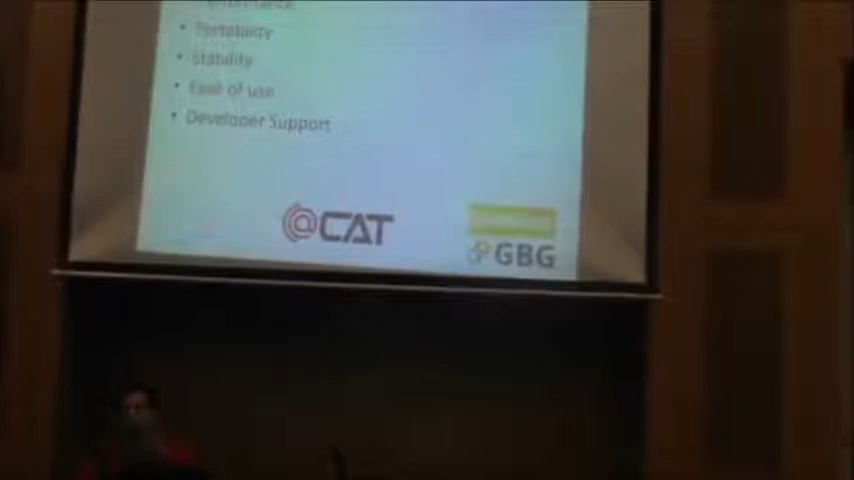 • Portability
• Stability
• Ease of use
• Developer Support
@CAT
GBG